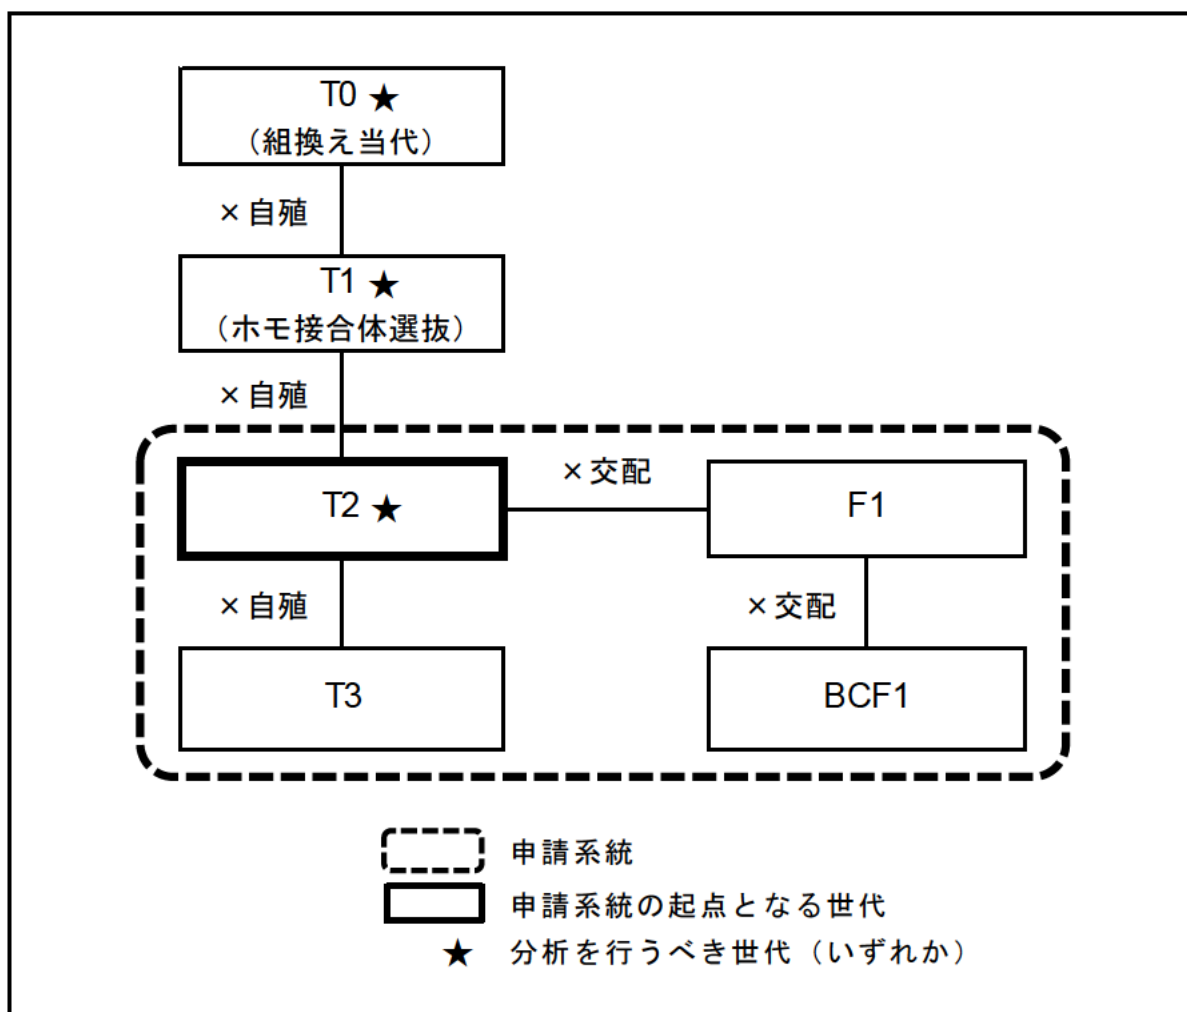 T0 ★
（組換え当代）
×自殖
T1 ★
（ホモ接合体選抜）
×自殖
T2 ★
×交配
F1
×自殖
×交配
T3
BCF1
申請系統
申請系統の起点となる世代
★ 分析を行うべき世代（いずれか）